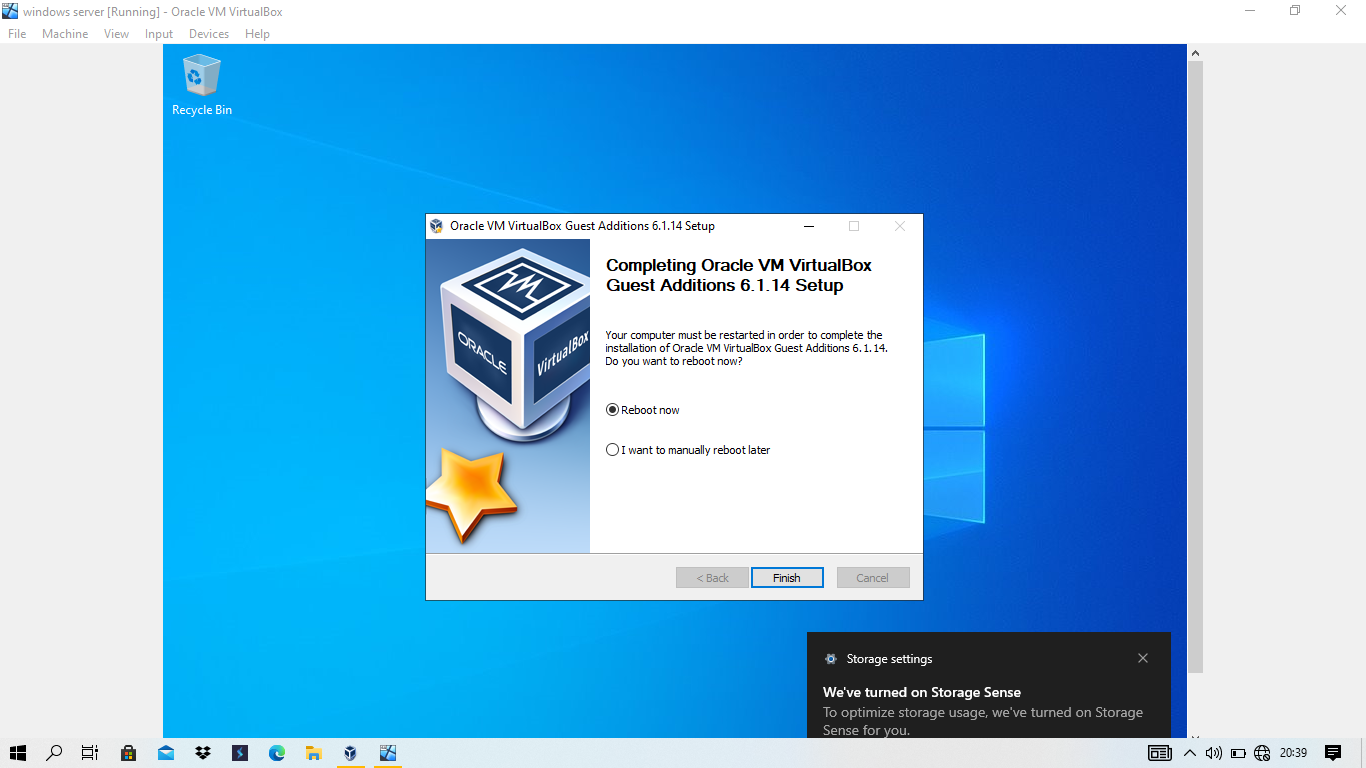 windows server [Running] - Oracle VM VirtualBox
File Machine View Input Devices Help
Recycle Bin
Oracle VM VirtualBox Guest Additions 6.1.14 Setup
Completing Oracle VM VirtualBox
Guest Additions 6.1.14 Setup
ORACLE
VirtualBox
Your computer must be restarted in order to complete the
installation of Oracle VM VirtualBox Guest Additions 6.1.14.
Do you want to reboot now?
Reboot now
I want to manually reboot later
< Back Finish Cancel
Storage settings
We've turned on Storage Sense
To optimize storage usage, we've turned on Storage
Sense for you.
20:39